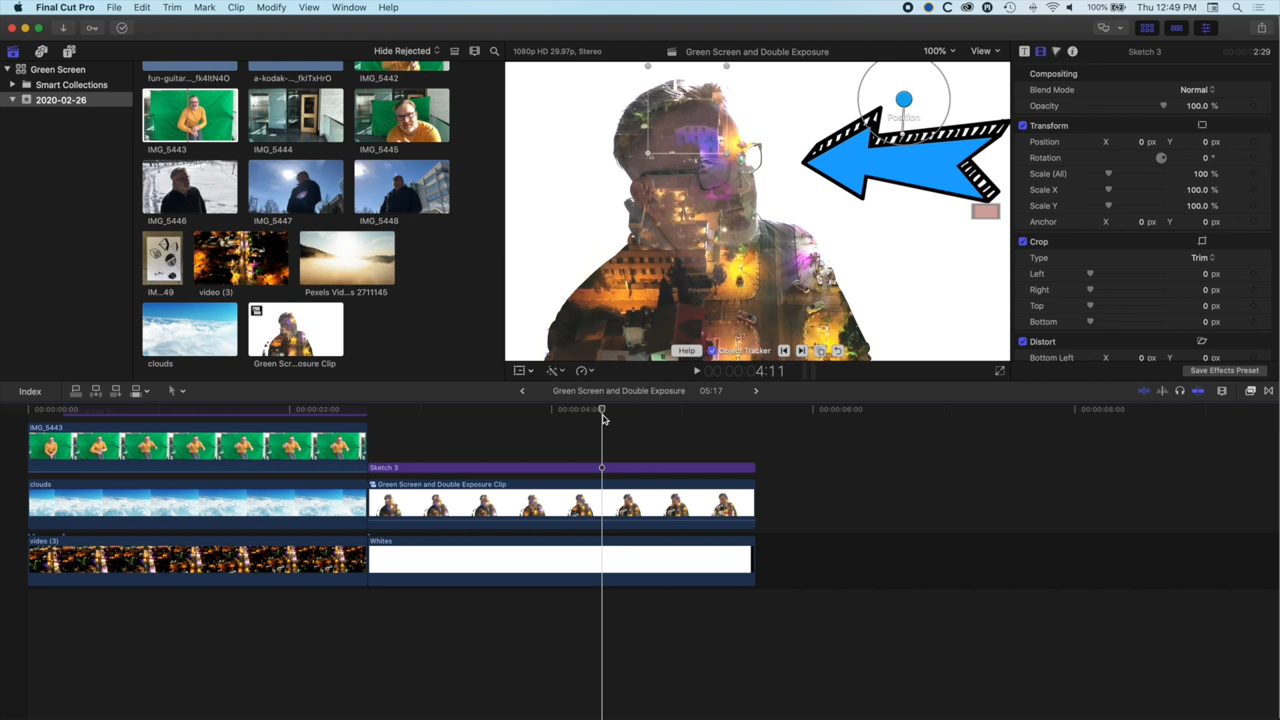 Final Cut Pro File Edit Trim Mark Clip Modify View Window Help
100% Thu 12:49 PM
Hide Rejected
1080p HD 29.97p, Stereo
Green Screen and Double Exposure
100%
View
Sketch 3
2:29
Green Screen
Smart Collections
2020-02-26
fun-guitar..._fk4ltN4O
a-kodak-..._fklTxHrO
IMG_5442
IMG_5443
IMG_5444
IMG_5445
IMG_5446
IMG_5447
IMG_5448
IM...49
video (3)
Pexels Vid...s 2711145
clouds
Green Scr...osure Clip
Position
Help
Object Tracker
4:11
Compositing
Blend Mode Normal
Opacity 100.0 %
Transform
Position X 0 px Y 0 px
Rotation 0 °
Scale (All) 100 %
Scale X 100.0 %
Scale Y 100.0 %
Anchor X 0 px Y 0 px
Crop
Type Trim
Left 0 px
Right 0 px
Top 0 px
Bottom 0 px
Distort
Bottom Left X 0 px Y 0 px
Save Effects Preset
Index
Green Screen and Double Exposure
05:17
00:00:00:00
00:00:02:00
00:00:04:00
00:00:06:00
00:00:08:00
IMG_5443
Sketch 3
clouds
Green Screen and Double Exposure Clip
video (3)
Whites